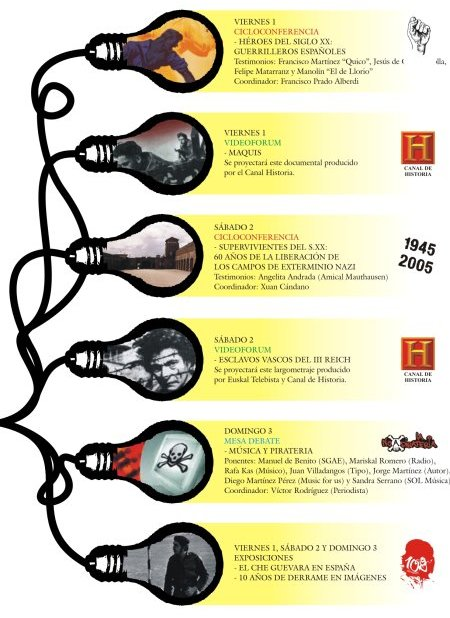 VIERNES 1
CICLOCONFERENCIA
- HÉROES DEL SIGLO XX:
GUERRILLEROS ESPAÑOLES
Testimonios: Francisco Martínez “Quico”, Jesús de
Felipe Matarranz y Manolín “El de Llorío”
Coordinador: Francisco Prado Alberdi
VIERNES 1
VIDEOFORUM
- MAQUIS
Se proyectará este documental producido
por el Canal Historia.
H
CANAL DE
HISTORIA
SÁBADO 2
CICLOCONFERENCIA
- SUPERVIVIENTES DEL S.XX:
60 AÑOS DE LA LIBERACIÓN DE
LOS CAMPOS DE EXTERMINIO NAZI
Testimonios: Angelita Andrada (Amical Mauthausen)
Coordinador: Xuan Cándano
1945
2005
SÁBADO 2
VIDEOFORUM
- ESCLAVOS VASCOS DEL III REICH
Se proyectará este largometraje producido
por Euskal Telebista y Canal de Historia.
H
CANAL DE
HISTORIA
DOMINGO 3
MESA DEBATE
- MÚSICA Y PIRATERIA
Ponentes: Manuel de Benito (SGAE), Mariskal Romero (Radio),
Rafa Kas (Músico), Juan Villadangos (Tipo), Jorge Martínez (Autor).
Diego Martínez Pérez (Music for us) y Sandra Serrano (SOL Música)
Coordinador: Víctor Rodríguez (Periodista)
VIERNES 1, SÁBADO 2 Y DOMINGO 3
EXPOSICIONES
- EL CHE GUEVARA EN ESPAÑA
- 10 AÑOS DE DERRAME EN IMÁGENES